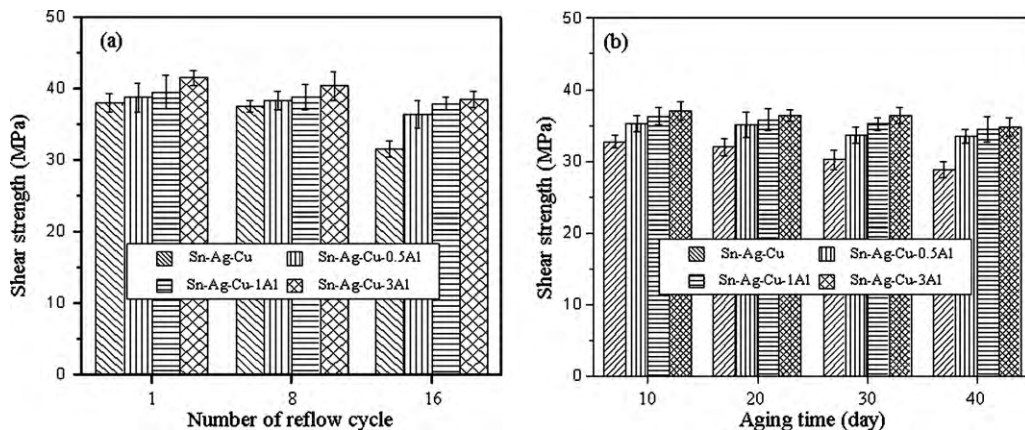 (a)
Shear strength (MPa)
50
40
30
20
10
0
Sn-Ag-Cu Sn-Ag-Cu-0.5Al
Sn-Ag-Cu-1Al Sn-Ag-Cu-3Al
1 8 16
Number of reflow cycle
(b)
Shear strength (MPa)
50
40
30
20
10
0
Sn-Ag-Cu Sn-Ag-Cu-0.5Al
Sn-Ag-Cu-1Al Sn-Ag-Cu-3Al
10 20 30 40
Aging time (day)